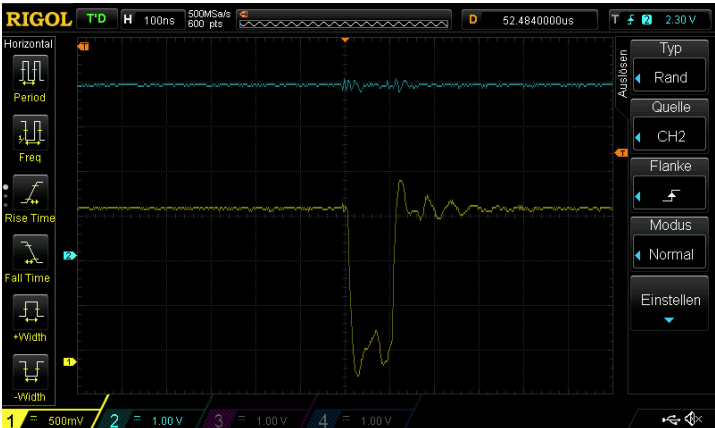 RIGOL T'D H 100ns 500MSa/s 600 pts D 52.4840000us T 2 2.30 V
Horizontal
Period
Freq
Rise Time
Fall Time
+Width
-Width
T
T
2
1
Auslösen
Typ
Rand
Quelle
CH2
Flanke
Modus
Normal
Einstellen
1 = 500mV 2 = 1.00 V 3 = 1.00 V 4 = 1.00 V